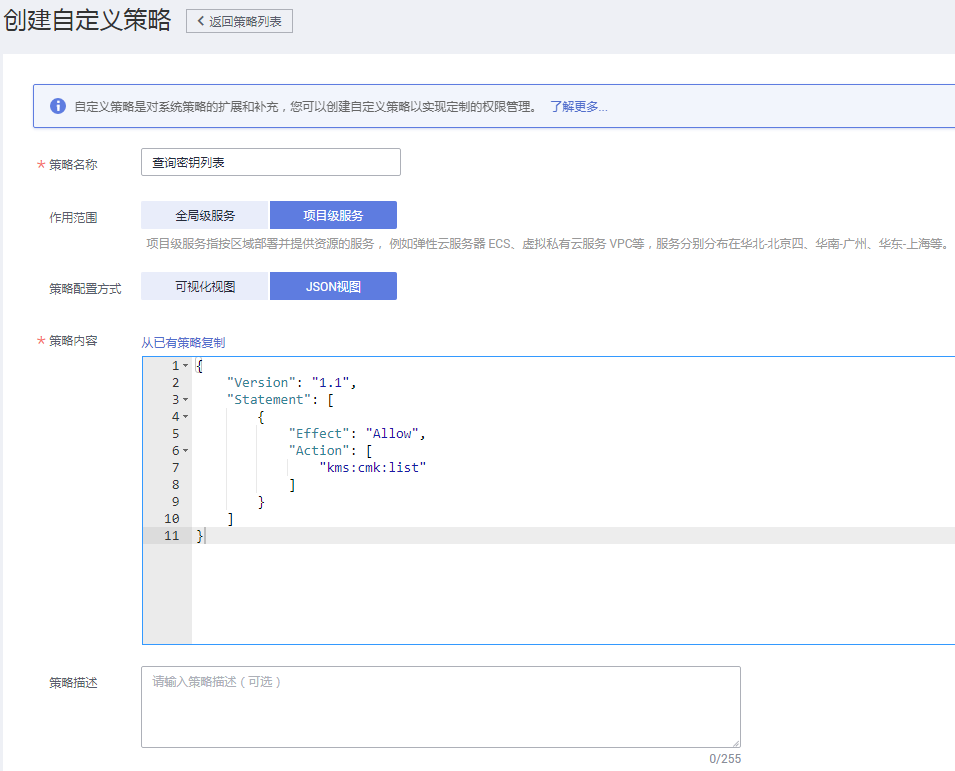 创建自定义策略 返回策略列表
自定义策略是对系统策略的扩展和补充，您可以创建自定义策略以实现定制的权限管理。 了解更多...
* 策略名称 查询密钥列表
作用范围 全局级服务 项目级服务
项目级服务指按区域部署并提供资源的服务， 例如弹性云服务器 ECS、虚拟私有云服务 VPC等，服务分别分布在华北-北京四、华南-广州、华东-上海等。
策略配置方式 可视化视图 JSON视图
* 策略内容 从已有策略复制
1 {
2 "Version": "1.1",
3 "Statement": [
4 {
5 "Effect": "Allow",
6 "Action": [
7 "kms:cmk:list"
8 ]
9 }
10 ]
11 }
策略描述 请输入策略描述（可选）
0/255